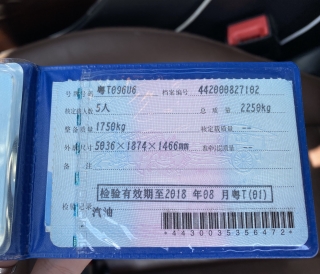 号牌号码 粤T096U6 档案编号 442000827102
核定载人数 5人 总质量 2250kg
整备质量 1750kg 核定载质量 --
外廓尺寸 5036×1874×1466mm 准牵引总质量 --
备注
检验有效期至2018年08月粤T(01)
检验记录 汽油
*4430035356472*